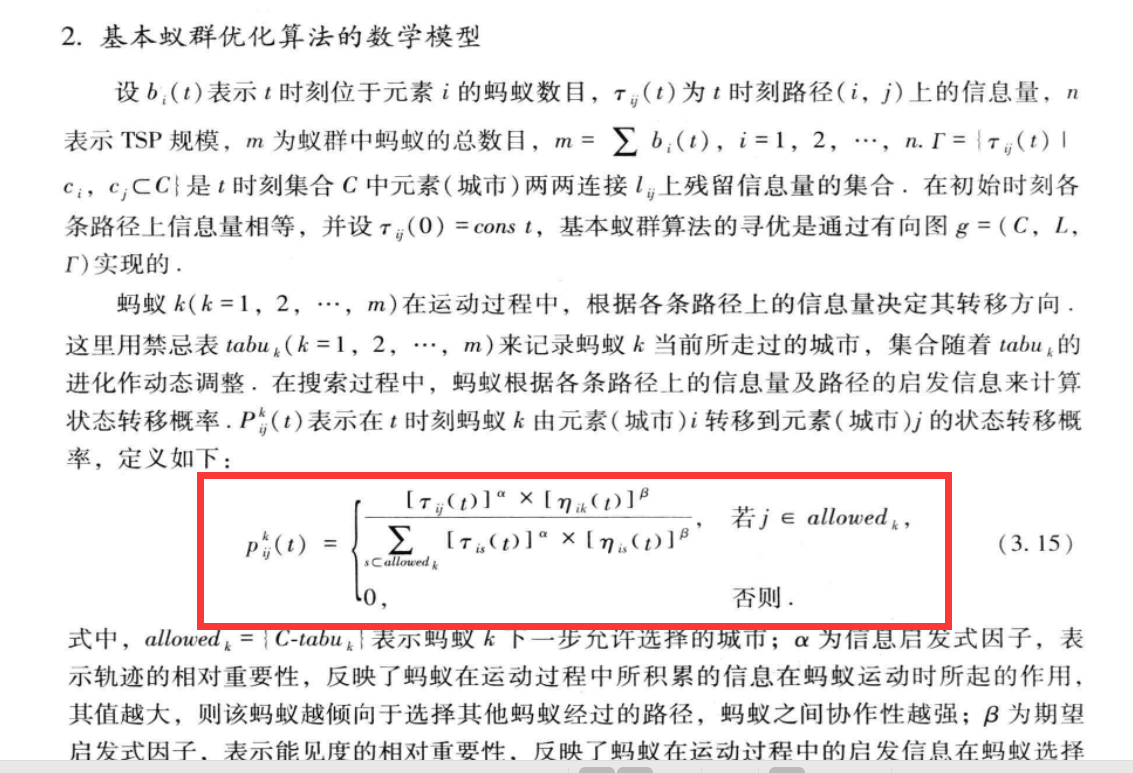 2. 基本蚁群优化算法的数学模型
设 b_i(t)表示 t 时刻位于元素 i 的蚂蚁数目，τ_ij(t)为 t 时刻路径(i, j)上的信息量，n
表示 TSP 规模，m 为蚁群中蚂蚁的总数目，m = ∑ b_i(t)，i = 1，2，…，n. Γ = {τ_ij(t) |
c_i，c_j⊂C}是 t 时刻集合 C 中元素(城市)两两连接 l_ij上残留信息量的集合．在初始时刻各
条路径上信息量相等，并设 τ_ij(0) = cons t，基本蚁群算法的寻优是通过有向图 g = (C, L,
Γ)实现的．
蚂蚁 k(k = 1，2，…，m)在运动过程中，根据各条路径上的信息量决定其转移方向．
这里用禁忌表 tabu_k(k = 1，2，…，m)来记录蚂蚁 k 当前所走过的城市，集合随着 tabu_k的
进化作动态调整．在搜索过程中，蚂蚁根据各条路径上的信息量及路径的启发信息来计算
状态转移概率．P_ij^k(t)表示在 t 时刻蚂蚁 k 由元素(城市)i 转移到元素(城市)j 的状态转移概
率，定义如下：
p_ij^k(t) = { [τ_ij(t)]^α × [η_ik(t)]^β / ∑_{s⊂allowed_k} [τ_is(t)]^α × [η_is(t)]^β， 若 j ∈ allowed_k， (3.15)
0， 否则．
式中，allowed_k = {C-tabu_k}表示蚂蚁 k 下一步允许选择的城市；α 为信息启发式因子，表
示轨迹的相对重要性，反映了蚂蚁在运动过程中所积累的信息在蚂蚁运动时所起的作用，
其值越大，则该蚂蚁越倾向于选择其他蚂蚁经过的路径，蚂蚁之间协作性越强；β 为期望
启发式因子，表示能见度的相对重要性，反映了蚂蚁在运动过程中的启发信息在蚂蚁选择